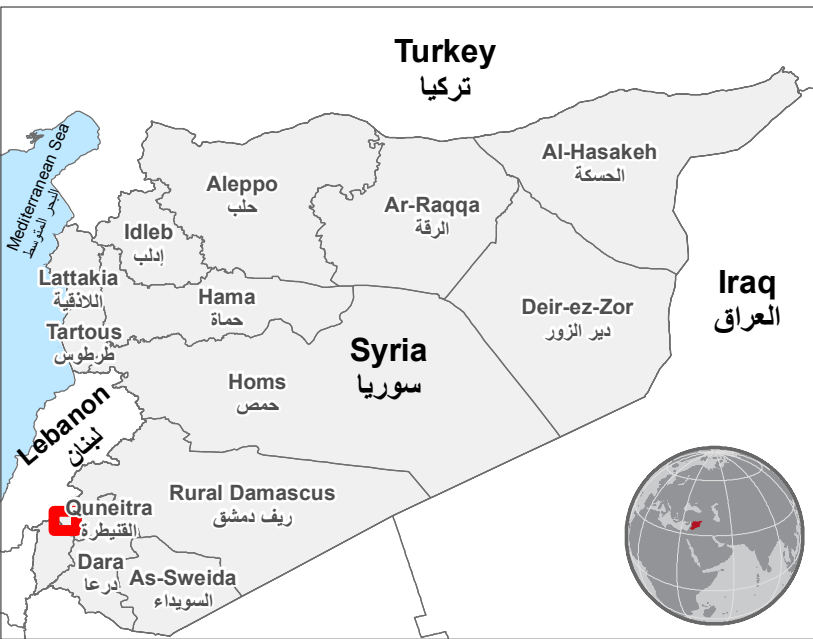 Turkey
تركيا
Mediterranean Sea
البحر المتوسط
Al-Hasakeh
الحسكة
Aleppo
حلب
Ar-Raqqa
الرقة
Idleb
إدلب
Lattakia
اللاذقية
Hama
حماة
Iraq
العراق
Deir-ez-Zor
دير الزور
Tartous
طرطوس
Syria
سوريا
Homs
حمص
Lebanon
لبنان
Rural Damascus
ريف دمشق
Quneitra
القنيطرة
Dara
درعا
As-Sweida
السويداء